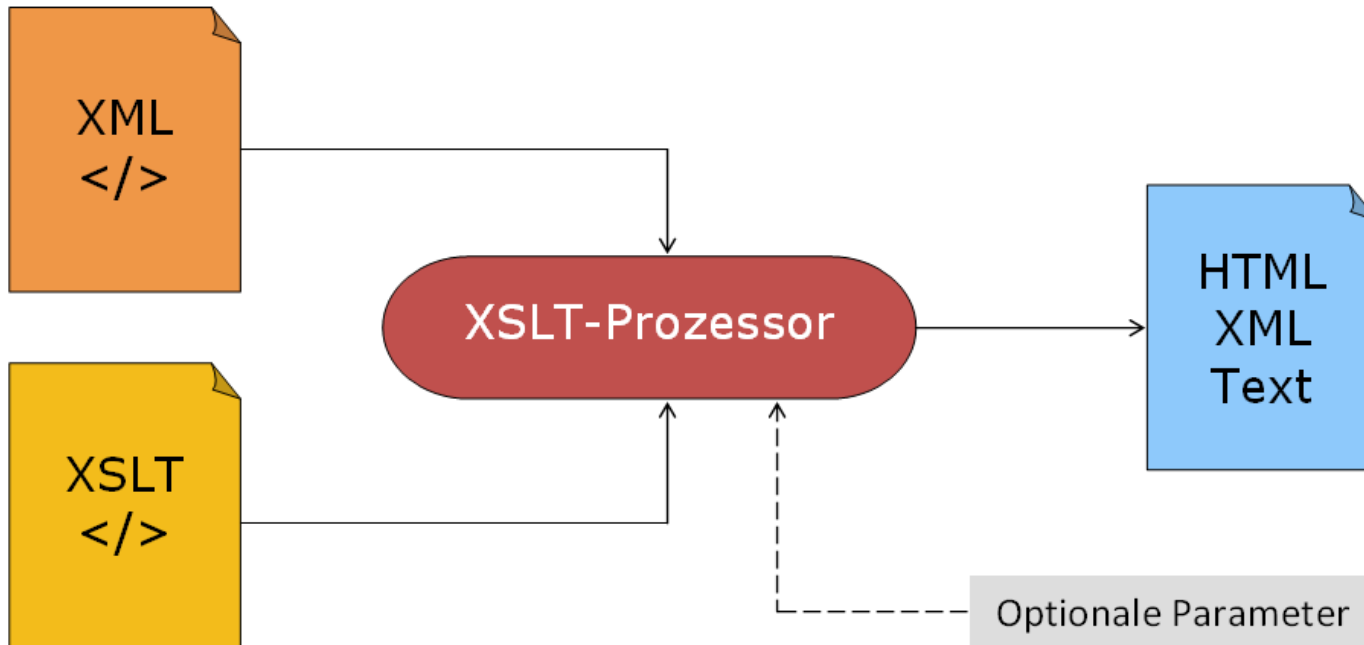 XML
</>
XSLT
</>
XSLT-Prozessor
HTML
XML
Text
Optionale Parameter